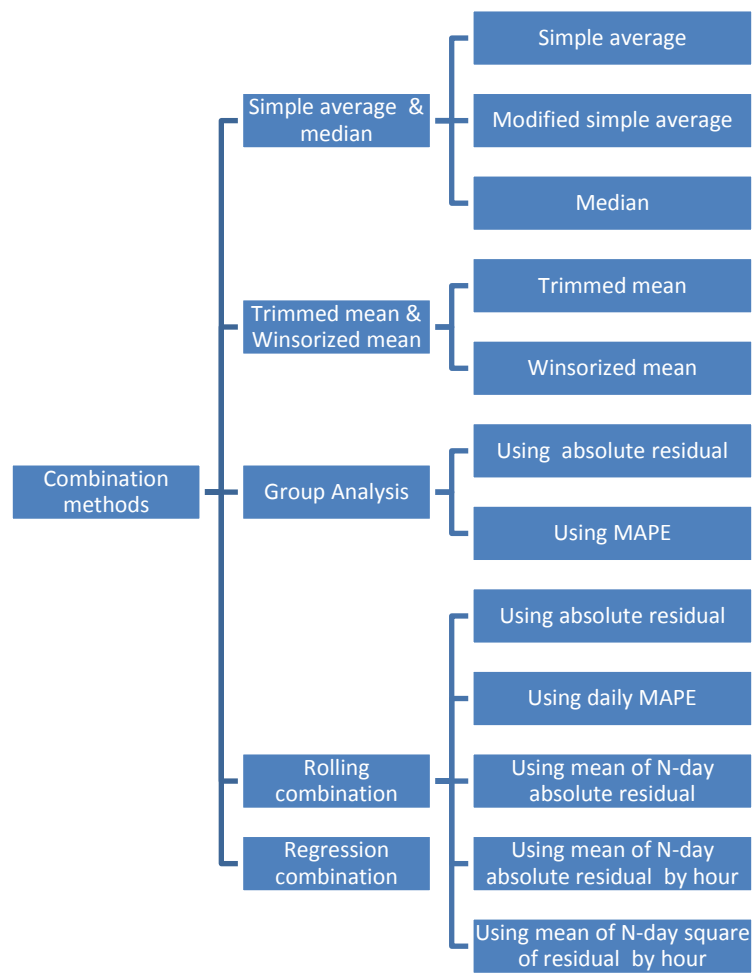 Combination
methods
Simple average & 
median
Simple average
Modified simple average
Median
Trimmed mean &
Winsorized mean
Trimmed mean
Winsorized mean
Group Analysis
Using absolute residual
Using MAPE
Rolling
combination
Using absolute residual
Using daily MAPE
Using mean of N-day
absolute residual
Using mean of N-day
absolute residual by hour
Using mean of N-day square
of residual by hour
Regression
combination